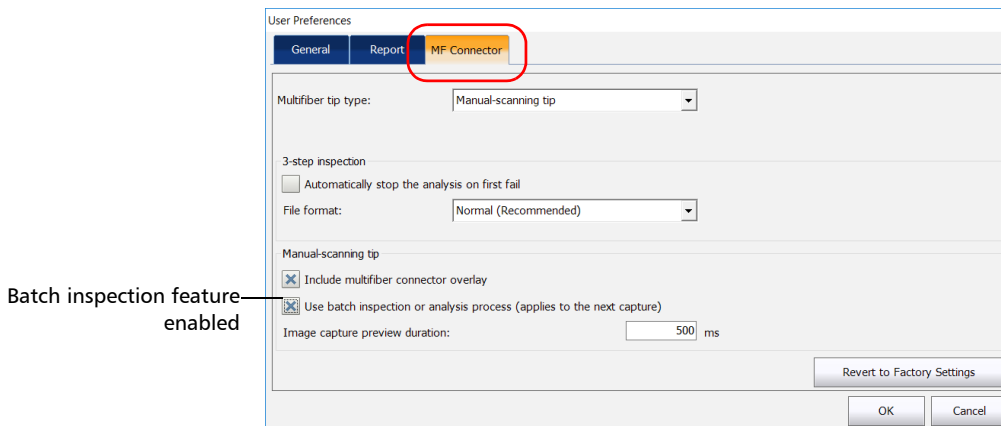 User Preferences
General Report MF Connector
Multifiber tip type: Manual-scanning tip
3-step inspection
Automatically stop the analysis on first fail
File format: Normal (Recommended)
Manual-scanning tip
Include multifiber connector overlay
Batch inspection feature enabled
Use batch inspection or analysis process (applies to the next capture)
Image capture preview duration: 500 ms
Revert to Factory Settings
OK Cancel